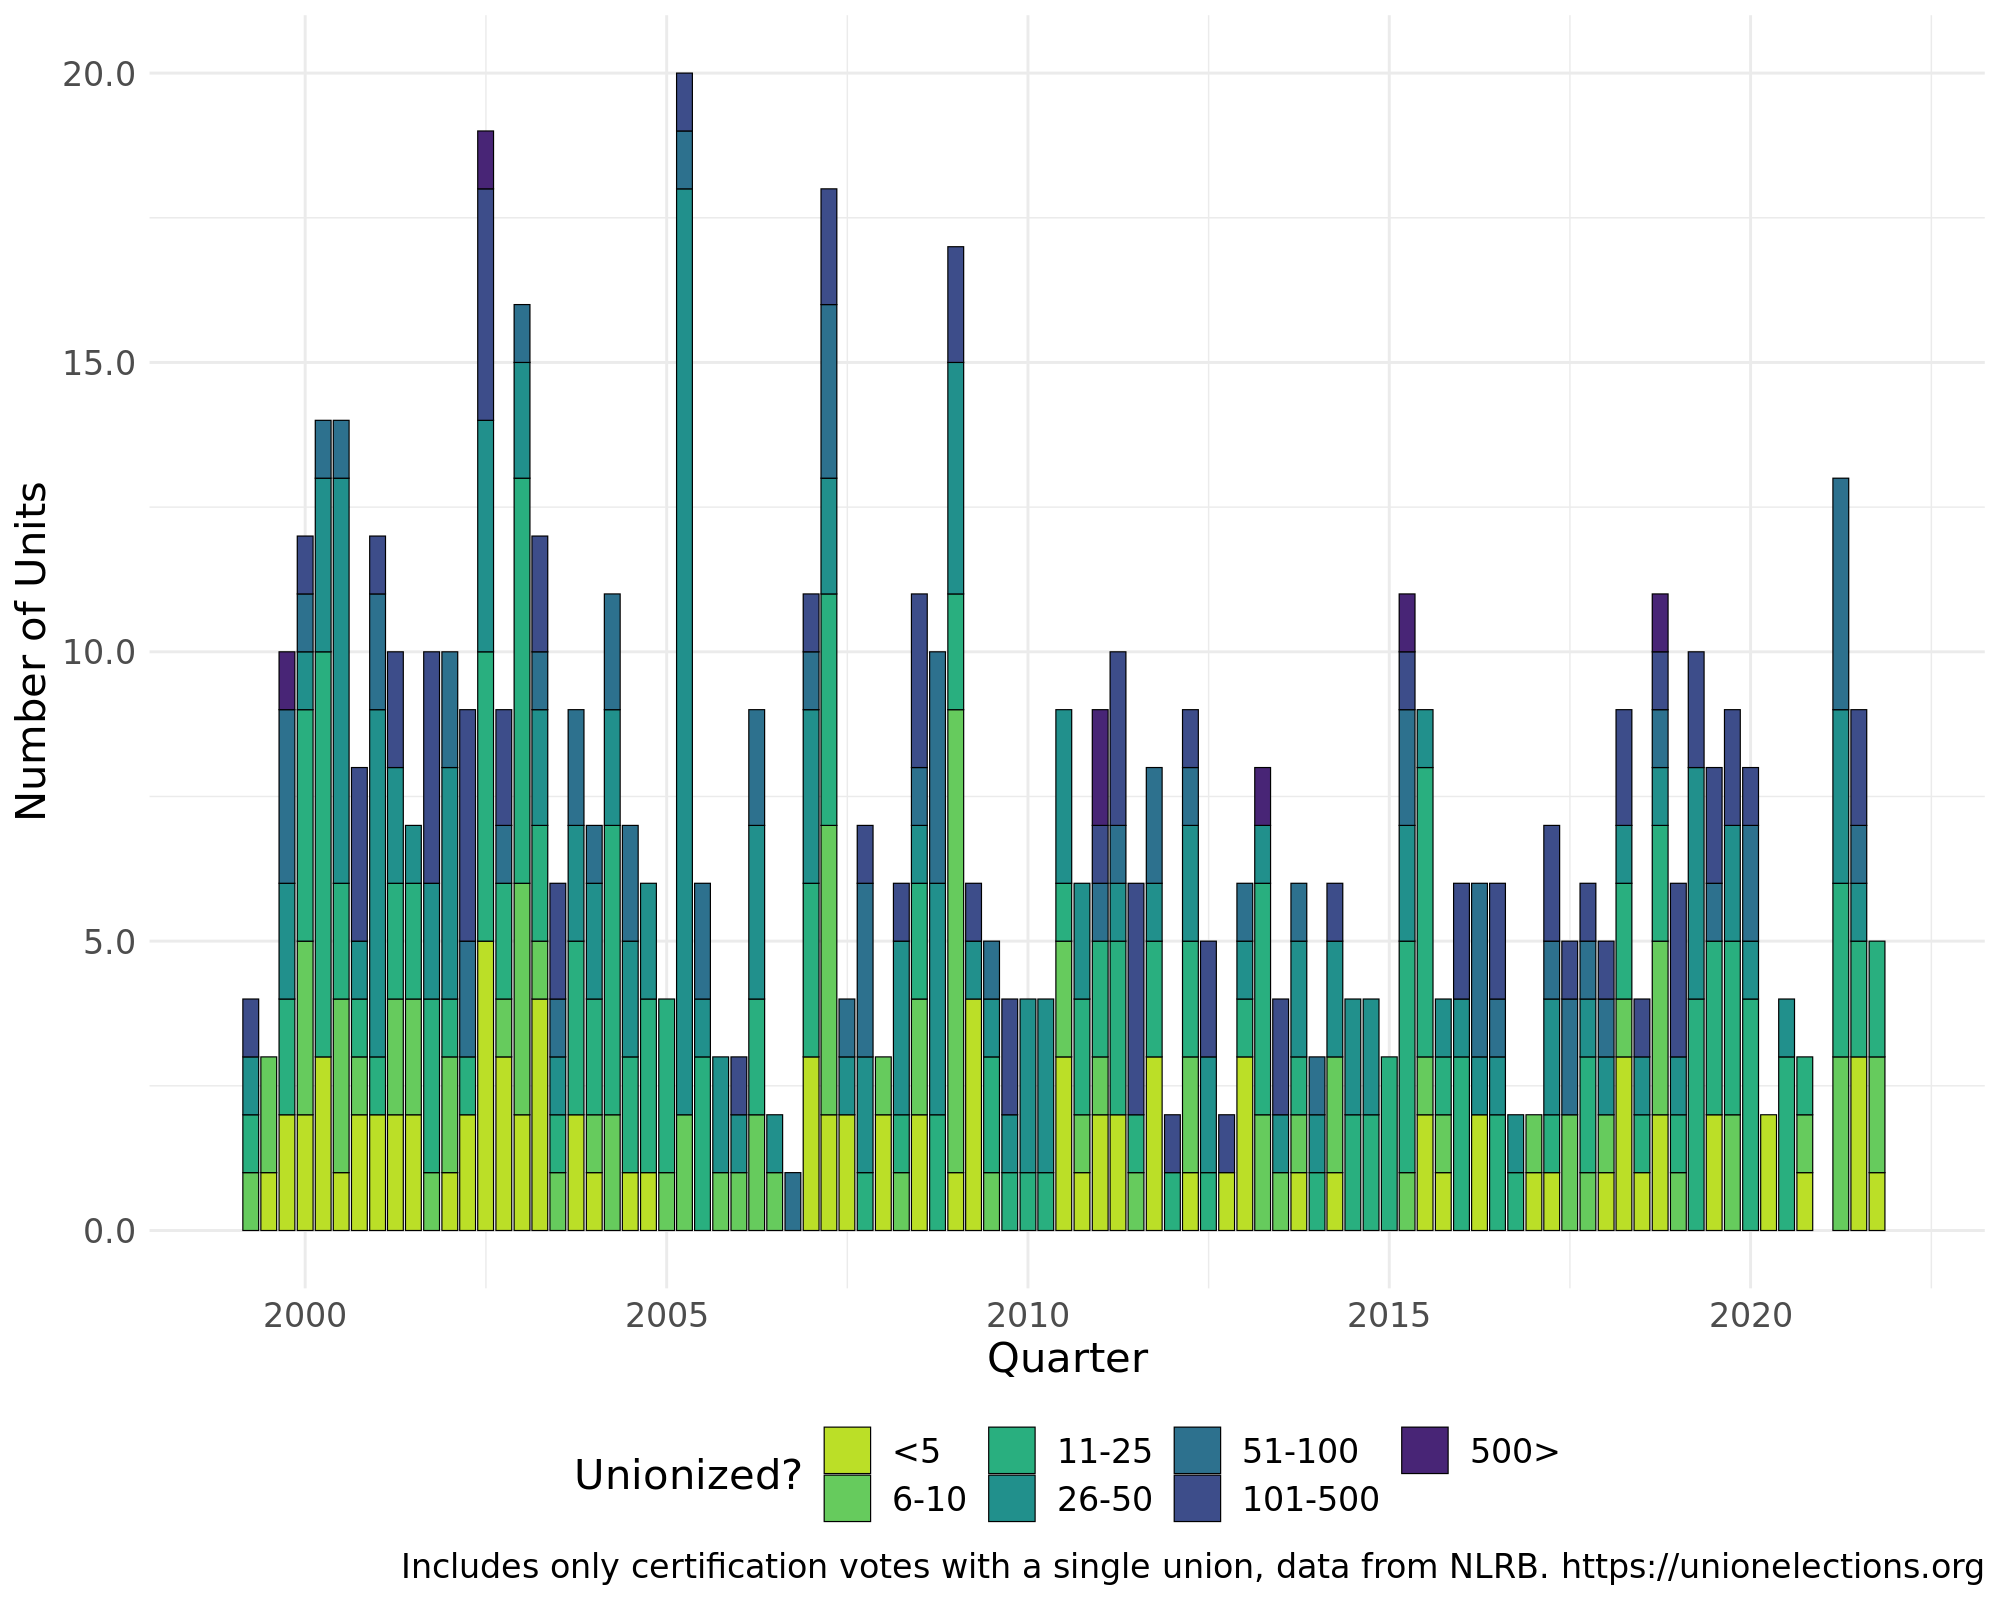 20.0
15.0
10.0
5.0
0.0
Number of Units
2000 2005 2010 2015 2020
Quarter
Unionized?
<5 11-25 51-100 500>
6-10 26-50 101-500
Includes only certification votes with a single union, data from NLRB. https://unionelections.org